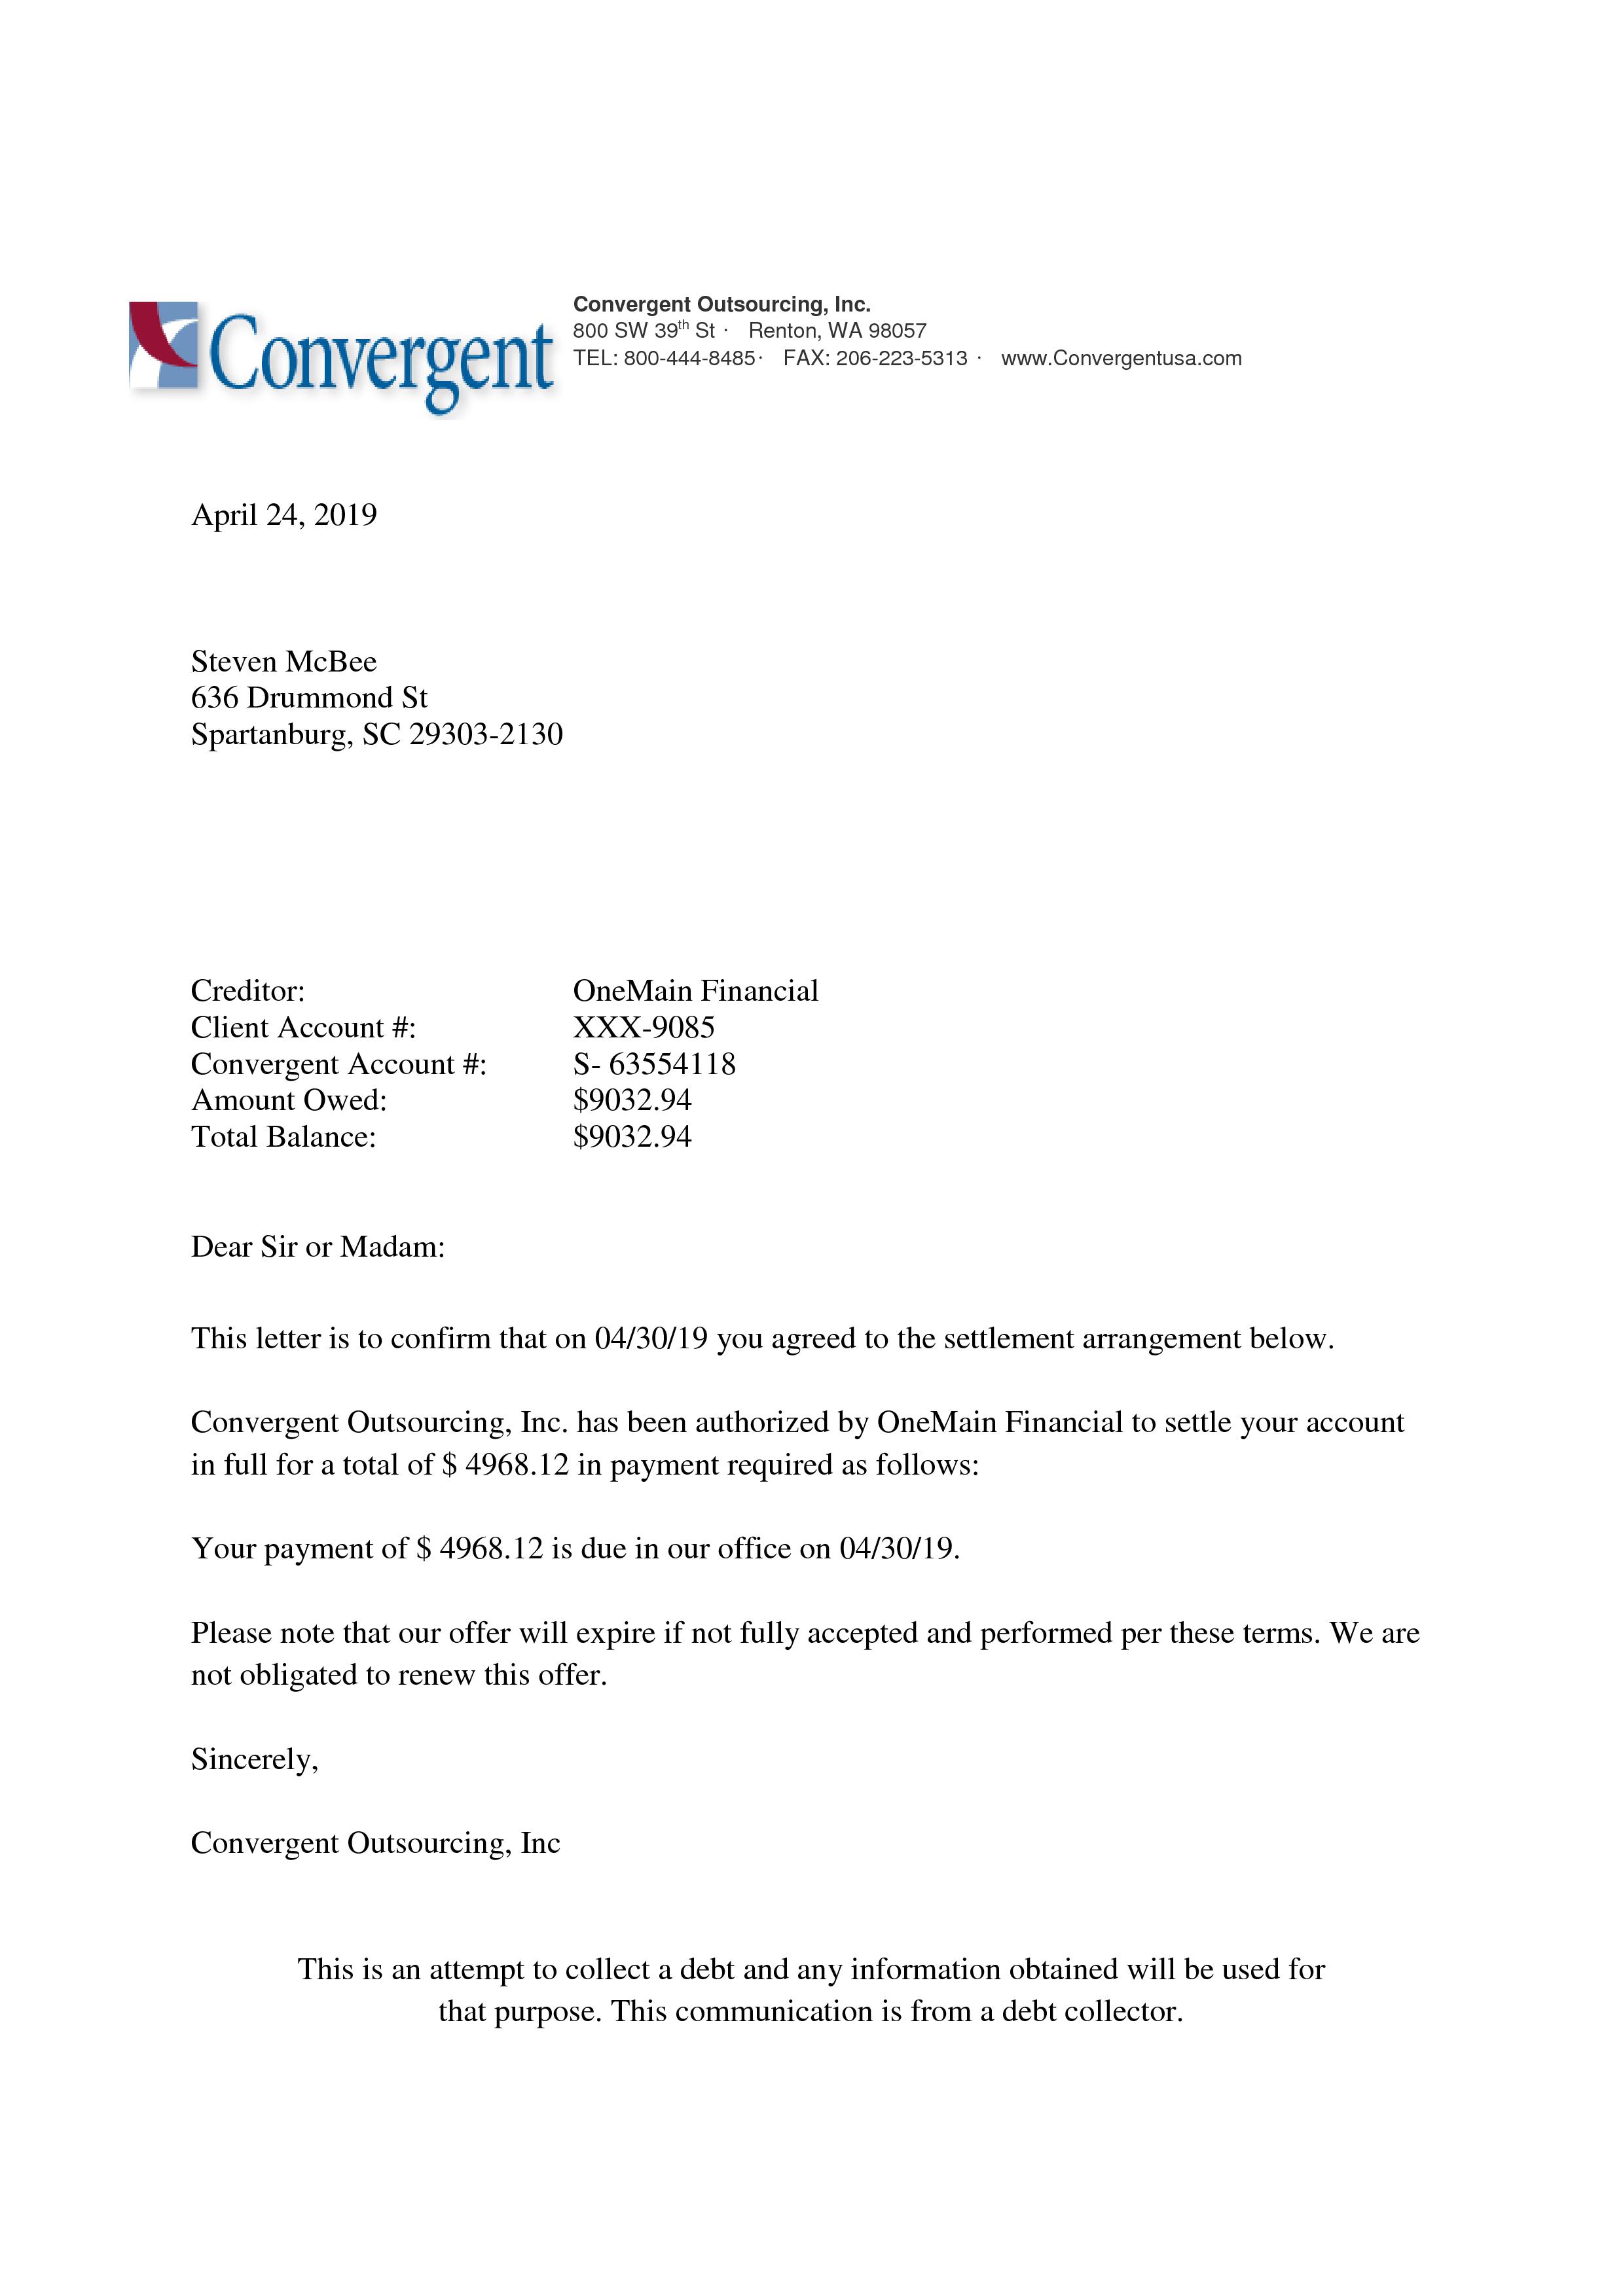 Convergent
Convergent Outsourcing, Inc.
800 SW 39th St · Renton, WA 98057
TEL: 800-444-8485· FAX: 206-223-5313 · www.Convergentusa.com
April 24, 2019
Steven McBee
636 Drummond St
Spartanburg, SC 29303-2130
Creditor: OneMain Financial
Client Account #: XXX-9085
Convergent Account #: S- 63554118
Amount Owed: $9032.94
Total Balance: $9032.94
Dear Sir or Madam:
This letter is to confirm that on 04/30/19 you agreed to the settlement arrangement below.
Convergent Outsourcing, Inc. has been authorized by OneMain Financial to settle your account
in full for a total of $ 4968.12 in payment required as follows:
Your payment of $ 4968.12 is due in our office on 04/30/19.
Please note that our offer will expire if not fully accepted and performed per these terms. We are
not obligated to renew this offer.
Sincerely,
Convergent Outsourcing, Inc
This is an attempt to collect a debt and any information obtained will be used for
that purpose. This communication is from a debt collector.